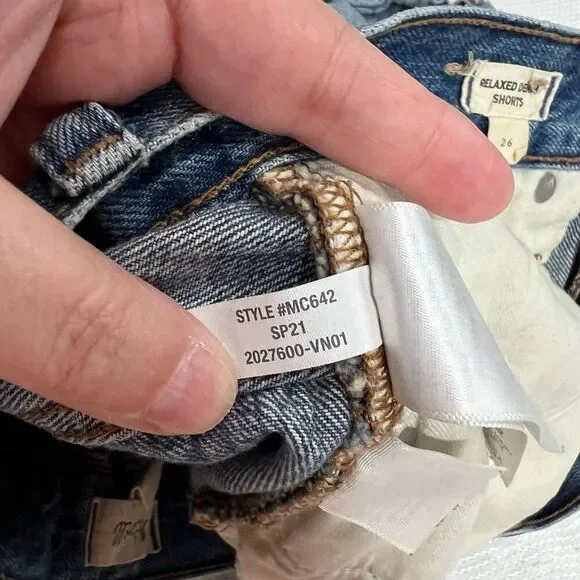 RELAXED DENIM
SHORTS
26
STYLE #MC642
SP21
2027600-VN01